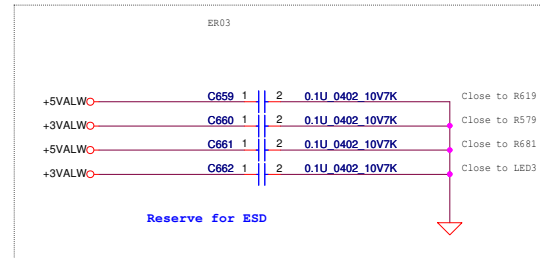 ER03
+5VALW C659 1 2 0.1U_0402_10V7K Close to R619
+3VALW C660 1 2 0.1U_0402_10V7K Close to R579
+5VALW C661 1 2 0.1U_0402_10V7K Close to R681
+3VALW C662 1 2 0.1U_0402_10V7K Close to LED3
Reserve for ESD